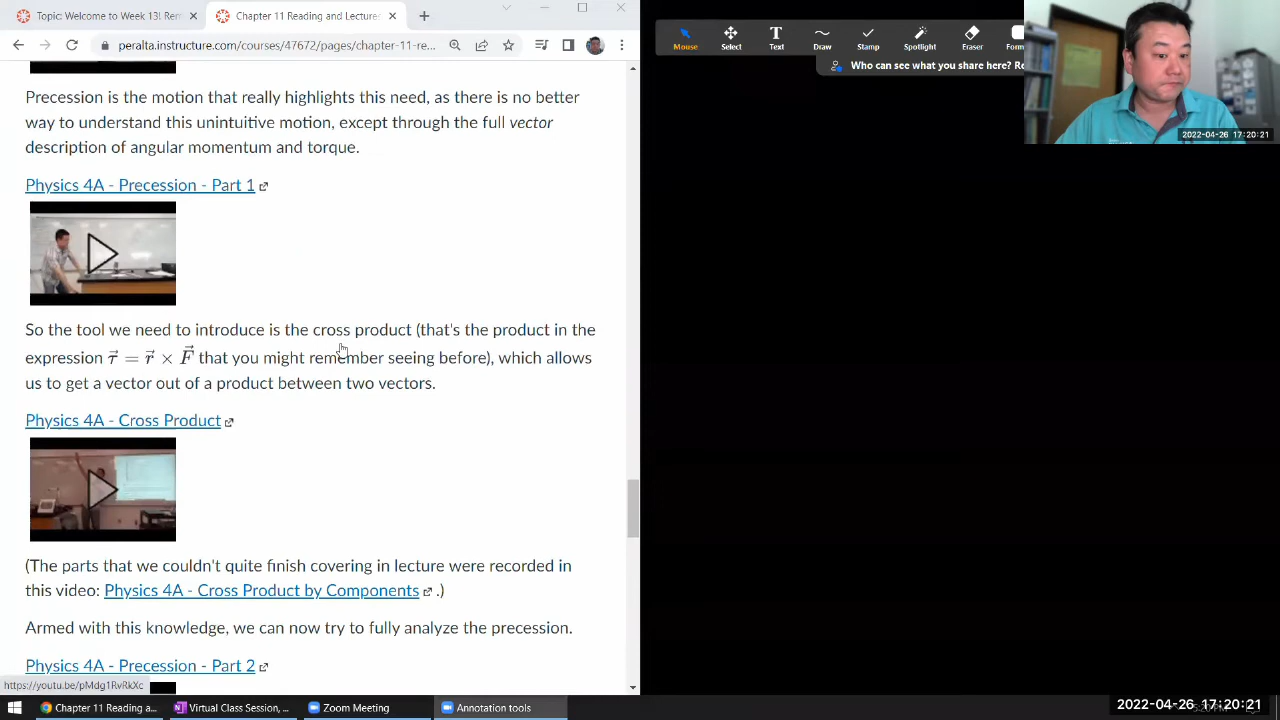 Topic: Welcome to Week 13! R
Chapter 11 Reading and Lecture
peralta.instructure.com/courses/47672/pages/chapter-11-re...
Mouse
Select
Text
Draw
Stamp
Spotlight
Eraser
Form
Who can see what you share here? Re
2022-04-26 17:20:21
Precession is the motion that really highlights this need, as there is no better
way to understand this unintuitive motion, except through the full vector
description of angular momentum and torque.
Physics 4A - Precession - Part 1
So the tool we need to introduce is the cross product (that's the product in the
expression τ⃗ = r⃗ × F⃗ that you might remember seeing before), which allows
us to get a vector out of a product between two vectors.
Physics 4A - Cross Product
(The parts that we couldn't quite finish covering in lecture were recorded in
this video: Physics 4A - Cross Product by Components .)
Armed with this knowledge, we can now try to fully analyze the precession.
Physics 4A - Precession - Part 2
https://youtu.be/pMdg1RvRkXc
Chapter 11 Reading a...
Virtual Class Session, ...
Zoom Meeting
Annotation tools
2022-04-26 17:20:21